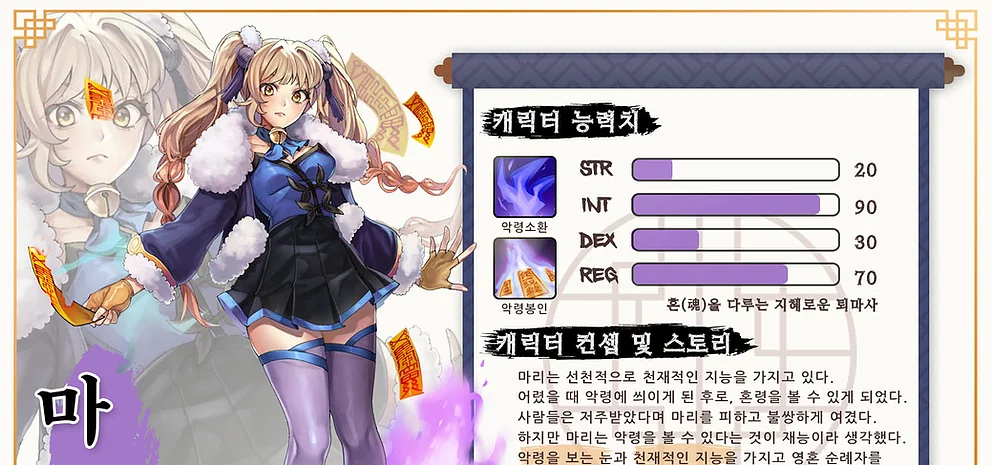 캐릭터 능력치
STR 20
INT 90
악령소환
DEX 30
REG 70
악령봉인
혼(魂)을 다루는 지혜로운 퇴마사
캐릭터 컨셉 및 스토리
마리는 선천적으로 천재적인 지능을 가지고 있다.
어렸을 때 악령에 씌이게 된 후로, 혼령을 볼 수 있게 되었다.
사람들은 저주받았다며 마리를 피하고 불쌍하게 여겼다.
하지만 마리는 악령을 볼 수 있다는 것이 재능이라 생각했다.
악령을 보는 눈과 천재적인 지능을 가지고 영혼 순례자를
마